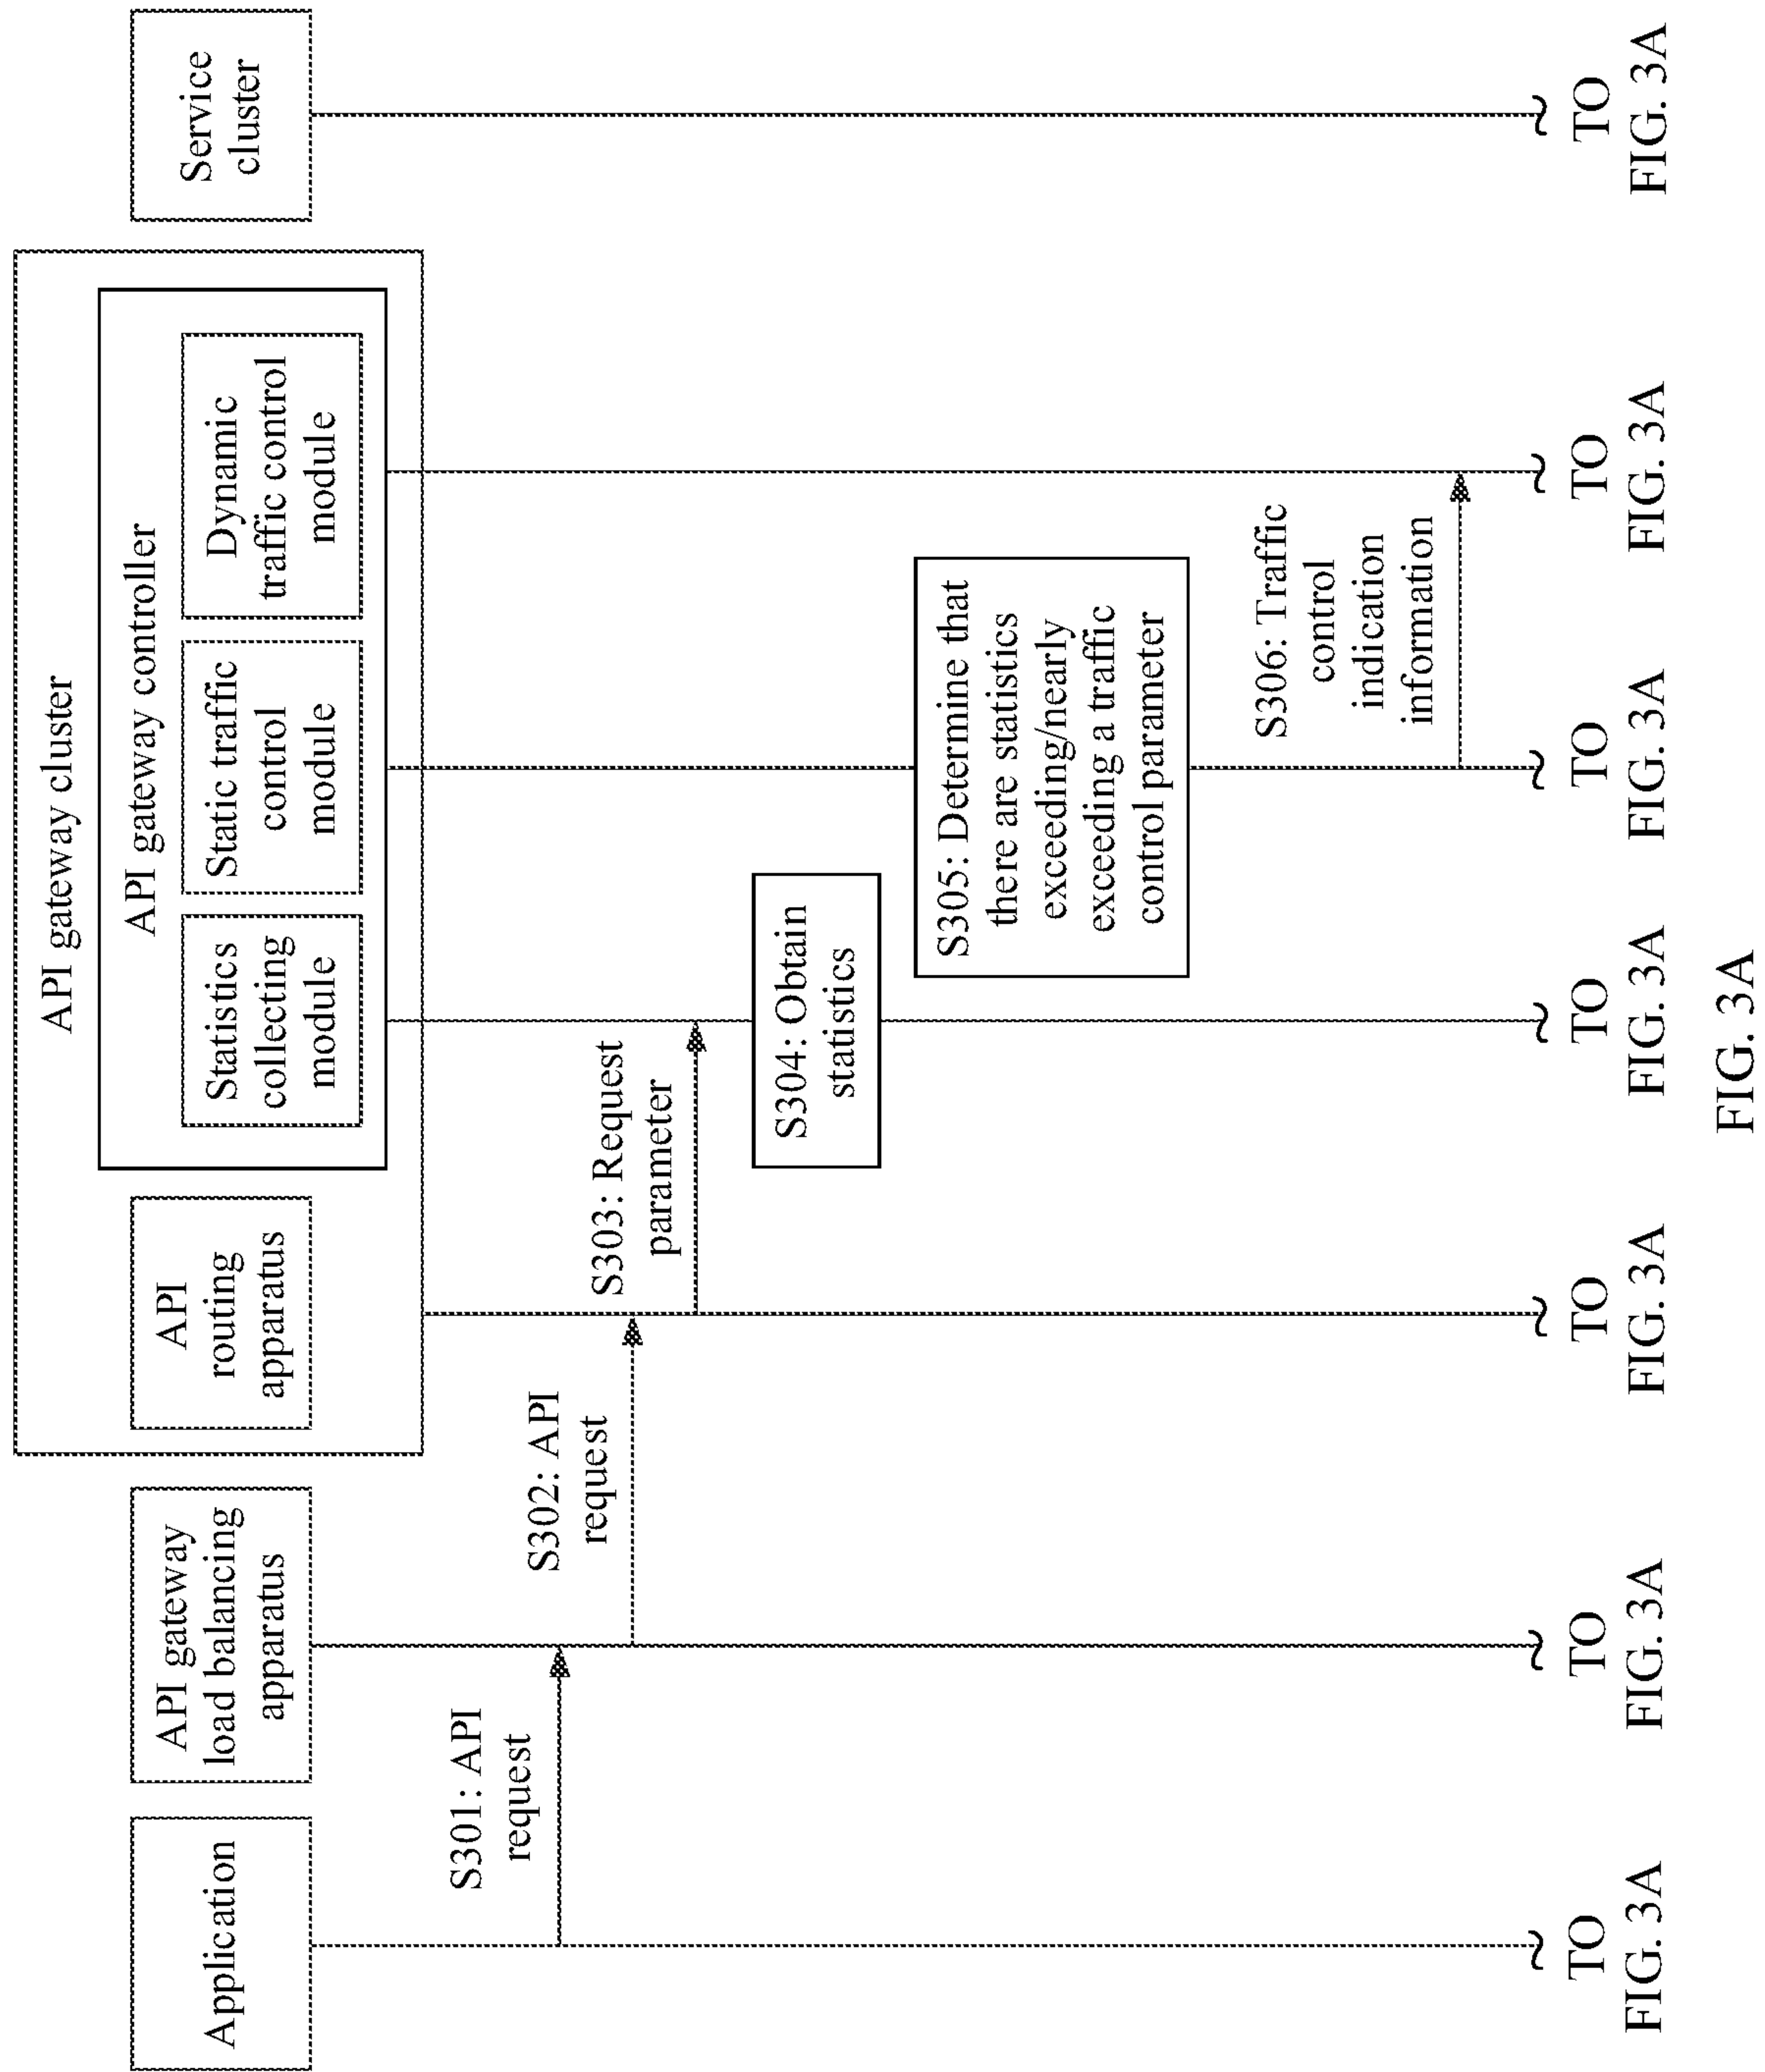 API gateway cluster
API gateway controller
Application
API gateway
load balancing
apparatus
API
routing
apparatus
Statistics
collecting
module
Static traffic
control
module
Dynamic
traffic control
module
Service
cluster
S301: API
request
S302: API
request
S303: Request
parameter
S304: Obtain
statistics
S305: Determine that
there are statistics
exceeding/nearly
exceeding a traffic
control parameter
S306: Traffic
control
indication
information
TO
FIG. 3A
TO
FIG. 3A
TO
FIG. 3A
TO
FIG. 3A
TO
FIG. 3A
TO
FIG. 3A
TO
FIG. 3A
FIG. 3A